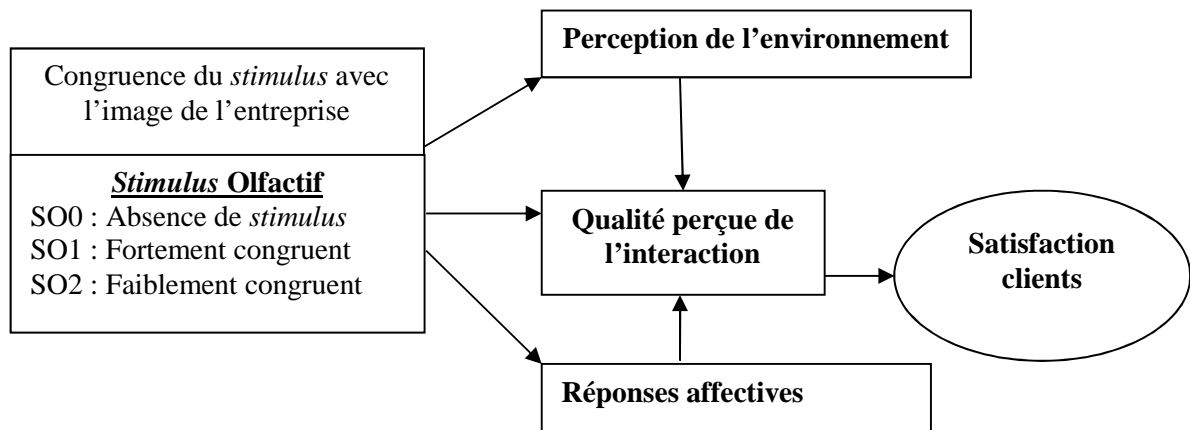 Congruence du stimulus avec
l’image de l’entreprise
Stimulus Olfactif
SO0 : Absence de stimulus
SO1 : Fortement congruent
SO2 : Faiblement congruent
Perception de l’environnement
Qualité perçue de
l’interaction
Réponses affectives
Satisfaction
clients